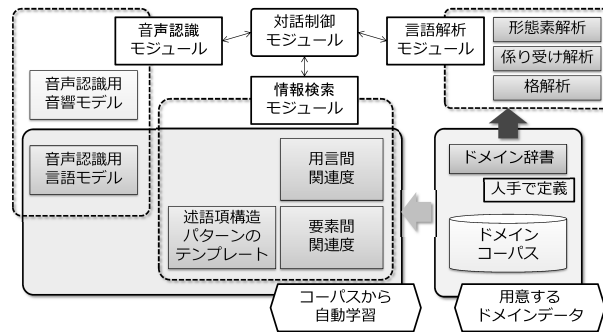 音声認識
モジュール
対話制御
モジュール
言語解析
モジュール
形態素解析
係り受け解析
格解析
音声認識用
音響モデル
情報検索
モジュール
音声認識用
言語モデル
用言間
関連度
述語項構造
パターンの
テンプレート
要素間
関連度
ドメイン辞書
人手で定義
ドメイン
コーパス
コーパスから
自動学習
用意する
ドメインデータ